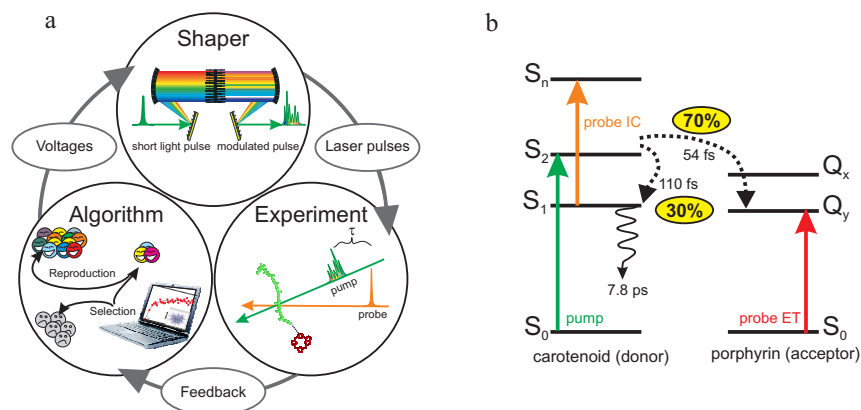 a
Shaper
short light pulse
modulated pulse
Voltages
Laser pulses
Algorithm
Reproduction
Selection
Experiment
τ
pump
probe
Feedback
b
Sn
probe IC
70%
S2
54 fs
Qx
110 fs
S1
30%
Qy
7.8 ps
S0
pump
probe ET
S0
carotenoid (donor)
porphyrin (acceptor)